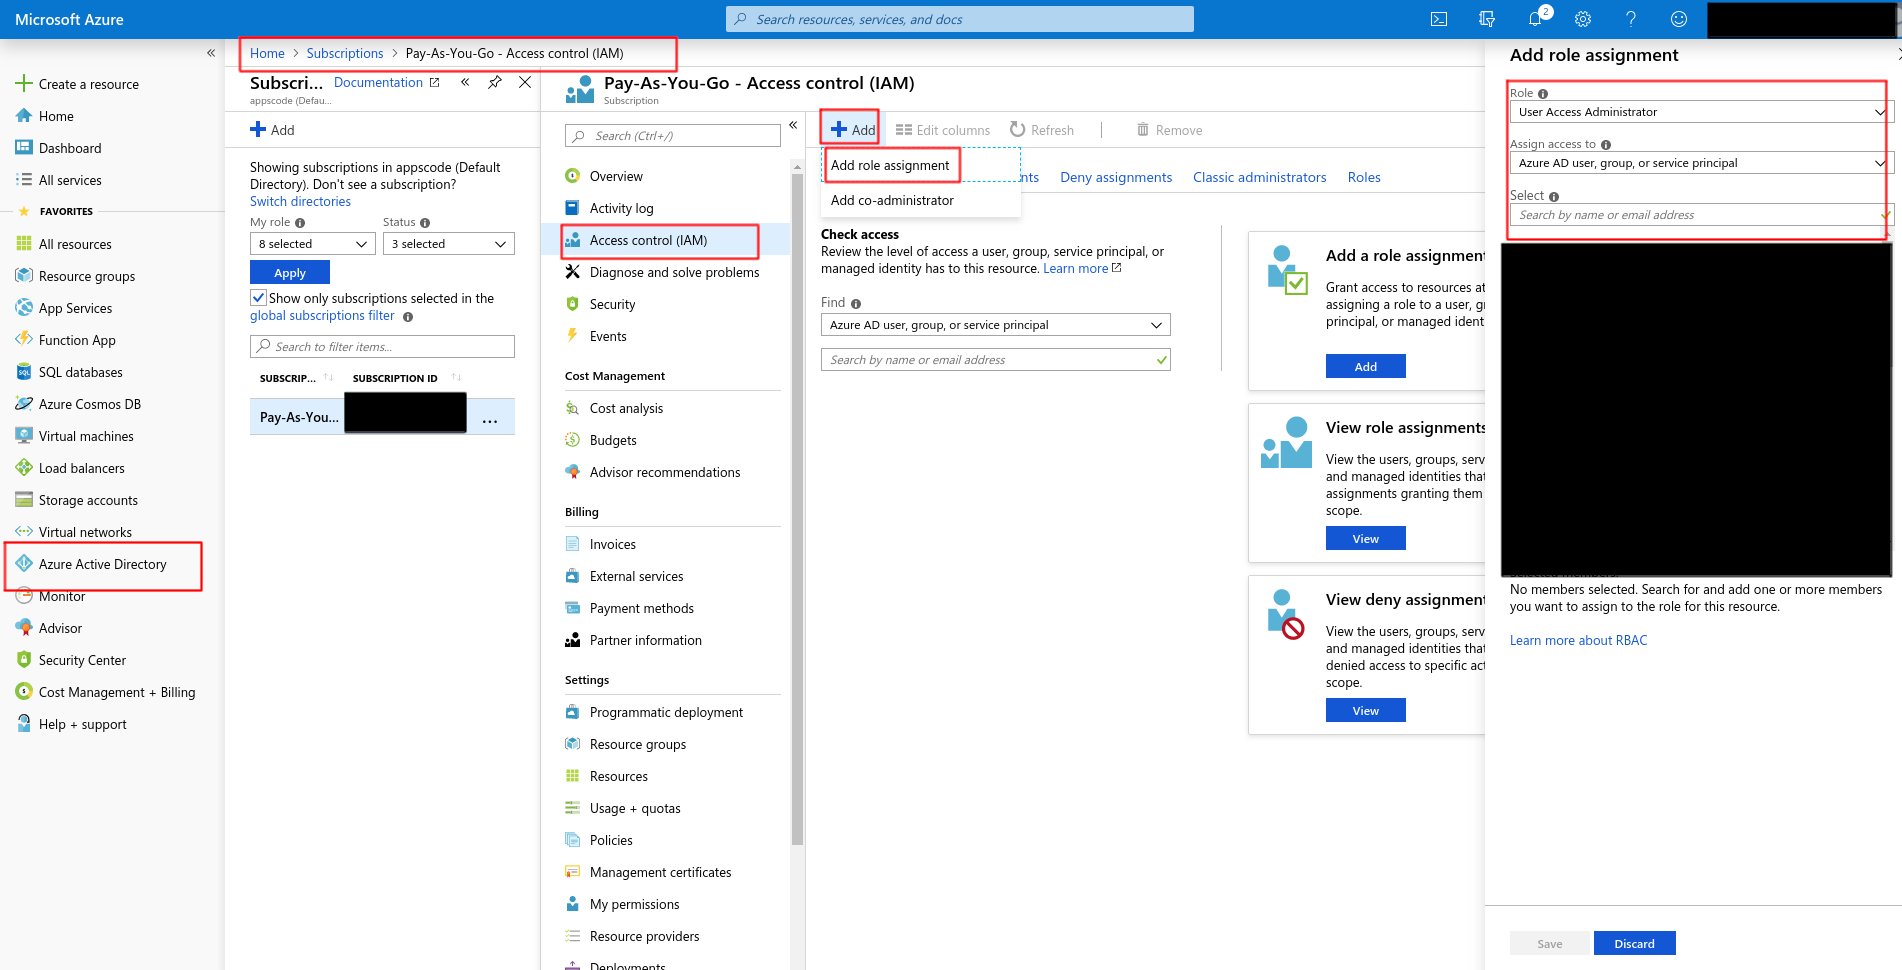 Microsoft Azure
Search resources, services, and docs
2
«
Create a resource
Home
Dashboard
All services
FAVORITES
All resources
Resource groups
App Services
Function App
SQL databases
Azure Cosmos DB
Virtual machines
Load balancers
Storage accounts
Virtual networks
Azure Active Directory
Monitor
Advisor
Security Center
Cost Management + Billing
Help + support
Home > Subscriptions > Pay-As-You-Go - Access control (IAM)
Subscri... Documentation «
appscode (Defau...
Add
Showing subscriptions in appscode (Default
Directory). Don't see a subscription?
Switch directories
My role Status
8 selected 3 selected
Apply
Show only subscriptions selected in the
global subscriptions filter
Search to filter items...
SUBSCRIP... SUBSCRIPTION ID
Pay-As-You... ...
Pay-As-You-Go - Access control (IAM)
Subscription
Search (Ctrl+/)
«
Overview
Activity log
Access control (IAM)
Diagnose and solve problems
Security
Events
Cost Management
Cost analysis
Budgets
Advisor recommendations
Billing
Invoices
External services
Payment methods
Partner information
Settings
Programmatic deployment
Resource groups
Resources
Usage + quotas
Policies
Management certificates
My permissions
Resource providers
Deployments
Add Edit columns Refresh Remove
Add role assignment
Add co-administrator
nts Deny assignments Classic administrators Roles
Check access
Review the level of access a user, group, service principal, or
managed identity has to this resource. Learn more
Find
Azure AD user, group, or service principal
Search by name or email address
Add a role assignment
Grant access to resources at
assigning a role to a user, g
principal, or managed ident
Add
View role assignments
View the users, groups, serv
and managed identities that
assignments granting them
scope.
View
View deny assignment
View the users, groups, serv
and managed identities that
denied access to specific act
scope.
View
Add role assignment
Role
User Access Administrator
Assign access to
Azure AD user, group, or service principal
Select
Search by name or email address
Selected members:
No members selected. Search for and add one or more members
you want to assign to the role for this resource.
Learn more about RBAC
Save Discard